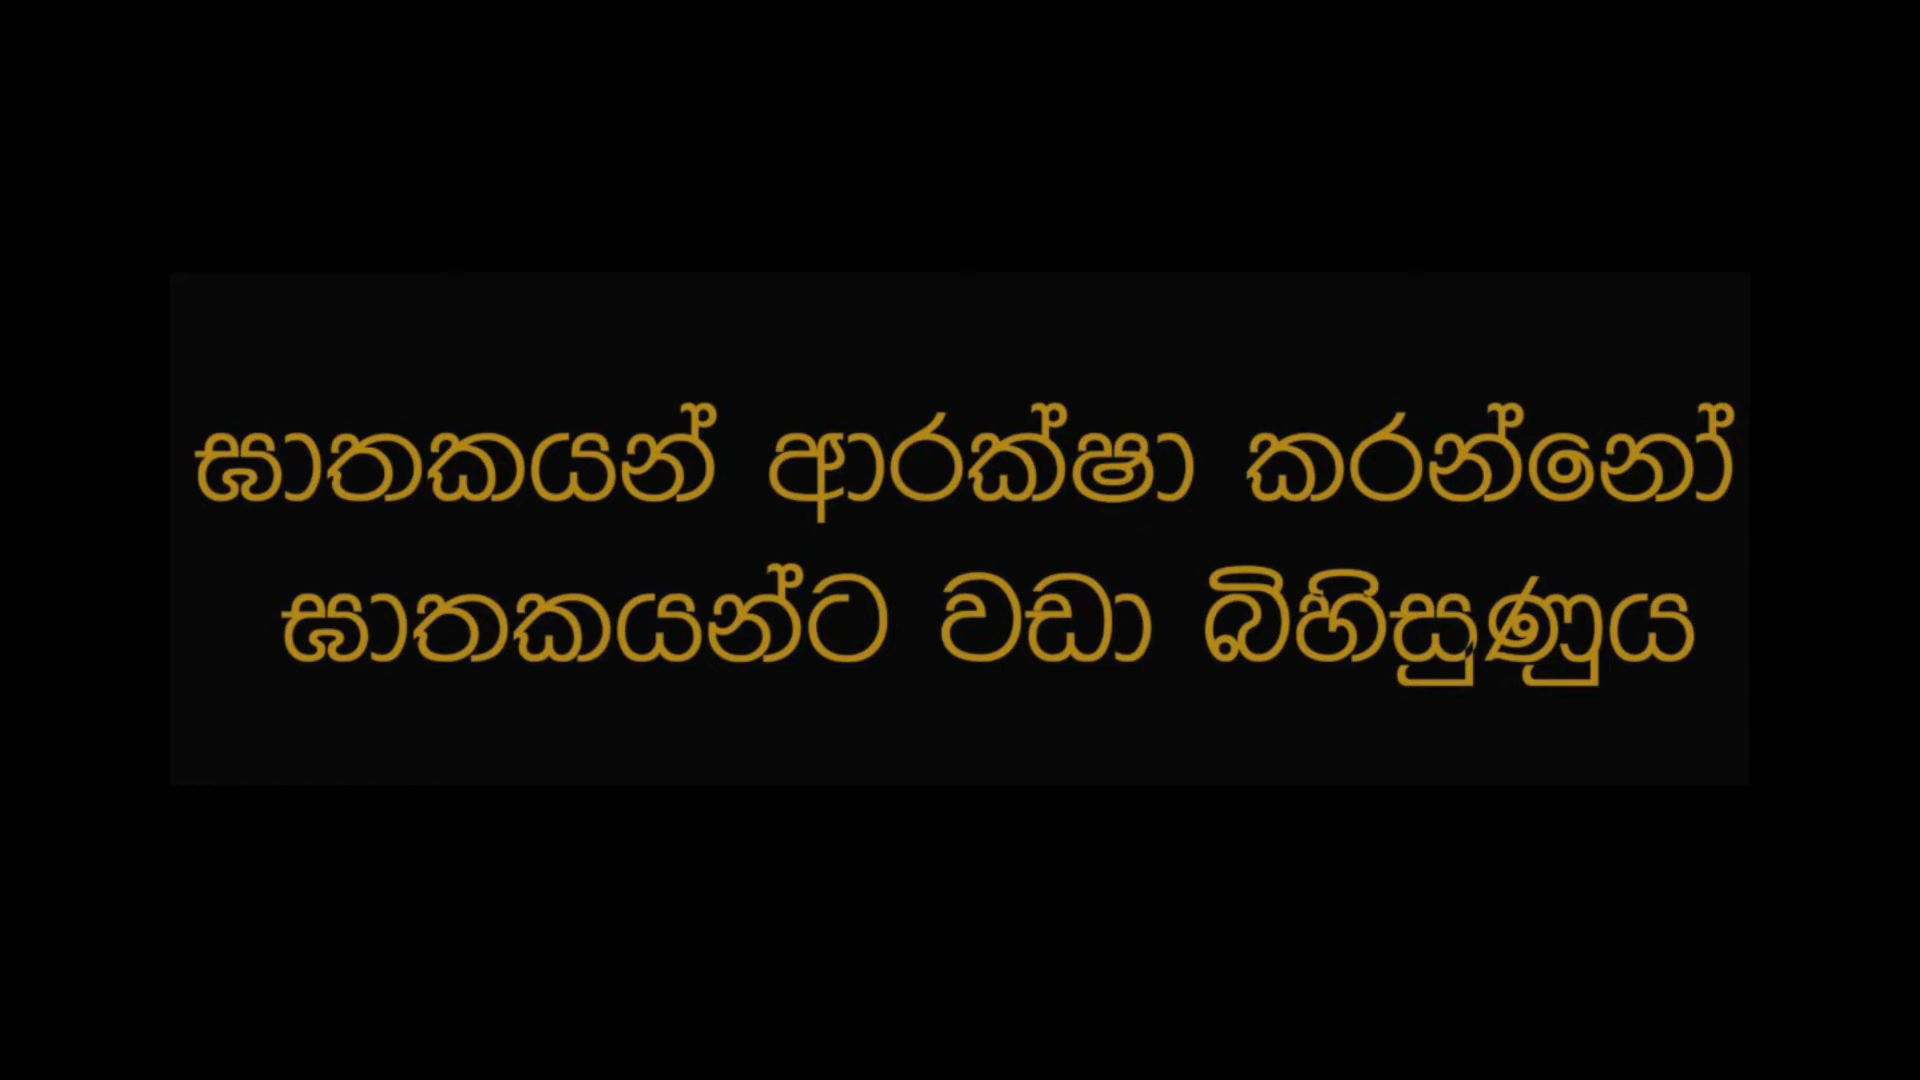 ඝාතකයන් ආරක්ෂා කරන්නෝ
ඝාතකයන්ට වඩා බිහිසුණුය